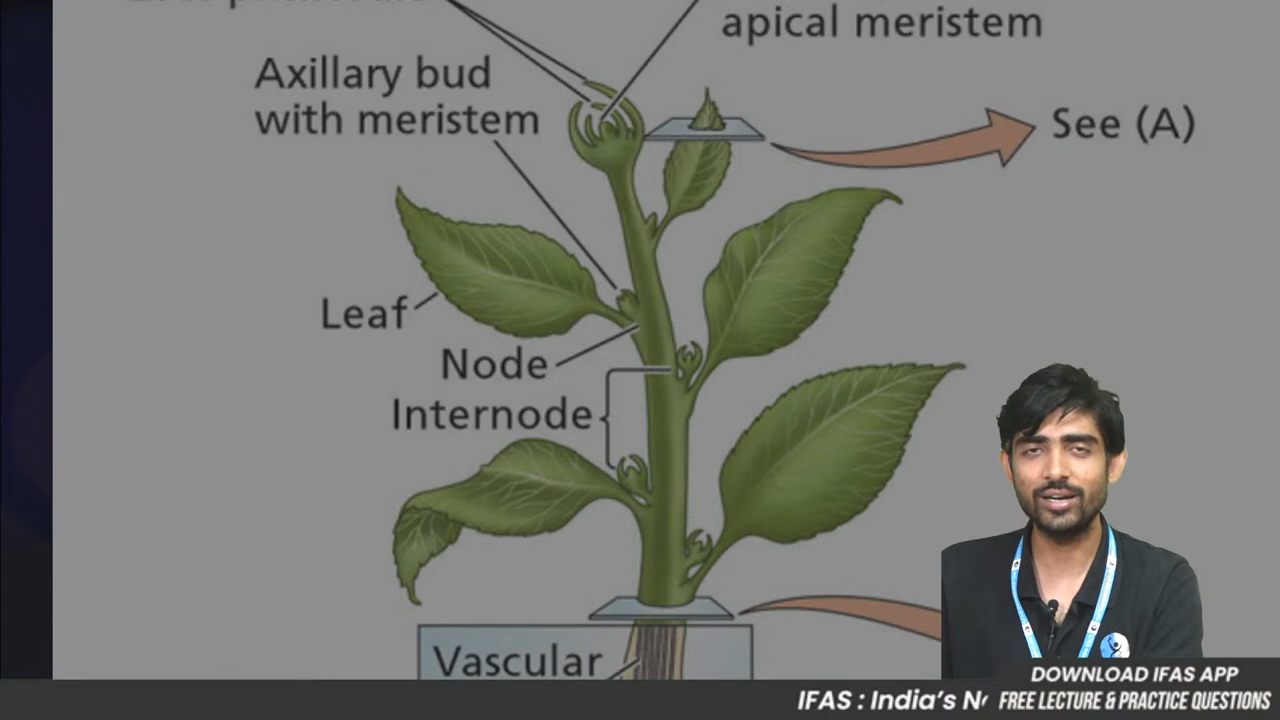 apical meristem
Axillary bud
with meristem
See (A)
Leaf
Node
Internode
Vascular
DOWNLOAD IFAS APP
IFAS : India's
FREE LECTURE & PRACTICE QUESTIONS